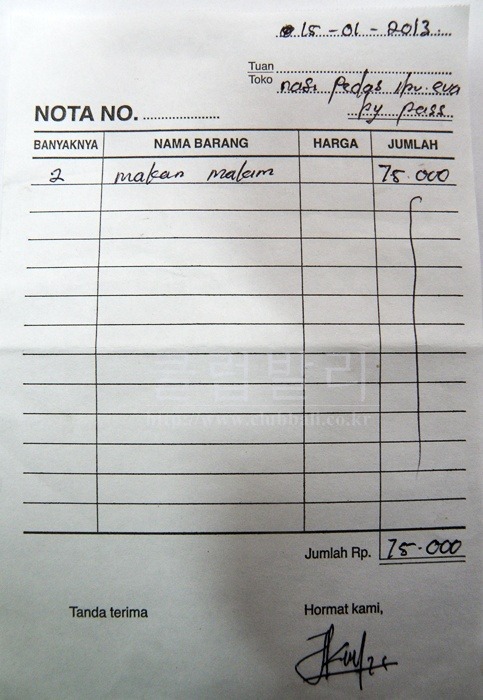 15-01-2013
Tuan
Toko nasi pedas ibu. eva
by pass
NOTA NO.
BANYAKNYA NAMA BARANG HARGA JUMLAH
2 makan malam 75.000
클럽발리
http://www.clubbali.co.kr
Jumlah Rp. 75.000
Tanda terima Hormat kami,